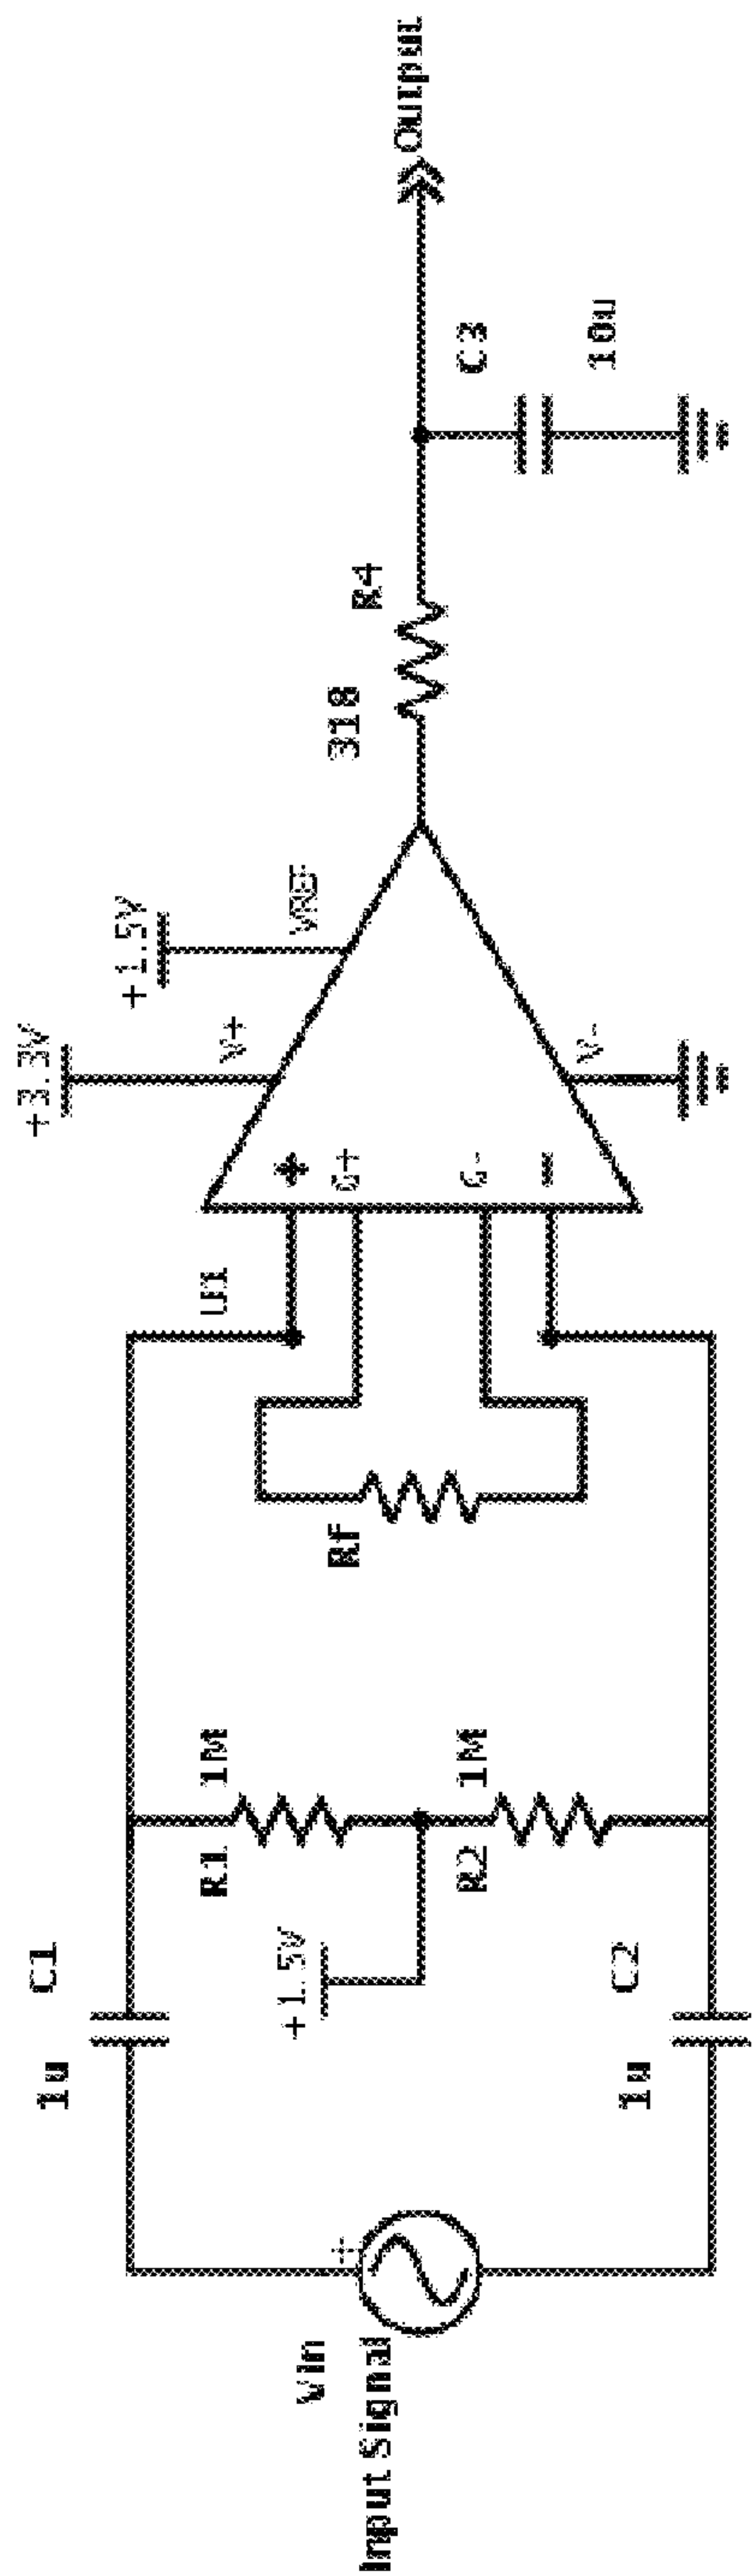 Vin
Input Signal
+
1u
C1
+1.5V
R1
1M
R2
1M
1u
C2
Rf
U1
+
G+
G-
-
+3.3V
V+
+1.5V
VREF
V-
318
R4
C3
10u
Output